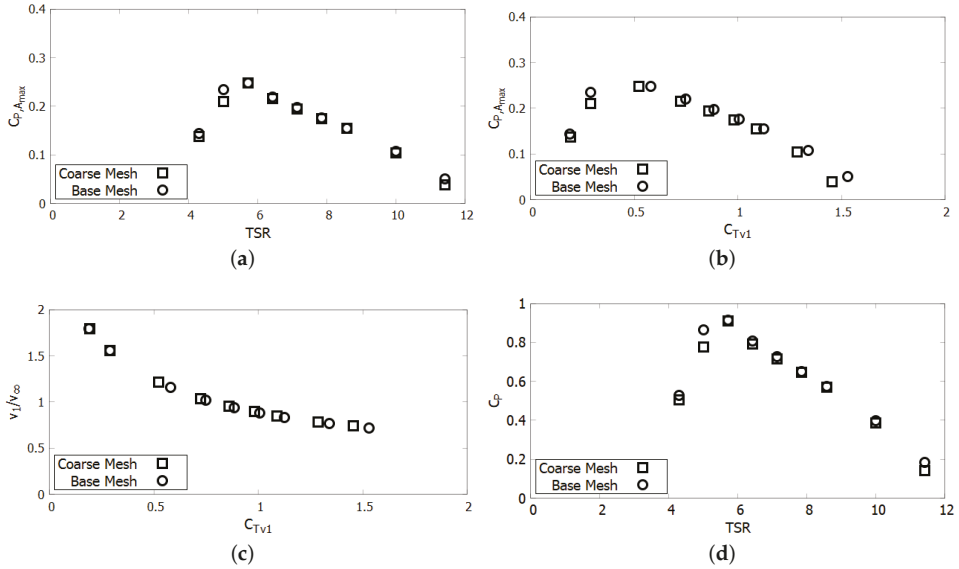 0.4
0.3
0.2
0.1
0
C_P,A_max
Coarse Mesh
Base Mesh
0 2 4 6 8 10 12
TSR
(a)
0.4
0.3
0.2
0.1
0
C_P,A_max
Coarse Mesh
Base Mesh
0 0.5 1 1.5 2
C_Tv1
(b)
2
1.5
1
0.5
0
v_1/v_∞
Coarse Mesh
Base Mesh
0 0.5 1 1.5 2
C_Tv1
(c)
1
0.8
0.6
0.4
0.2
0
C_P
Coarse Mesh
Base Mesh
0 2 4 6 8 10 12
TSR
(d)